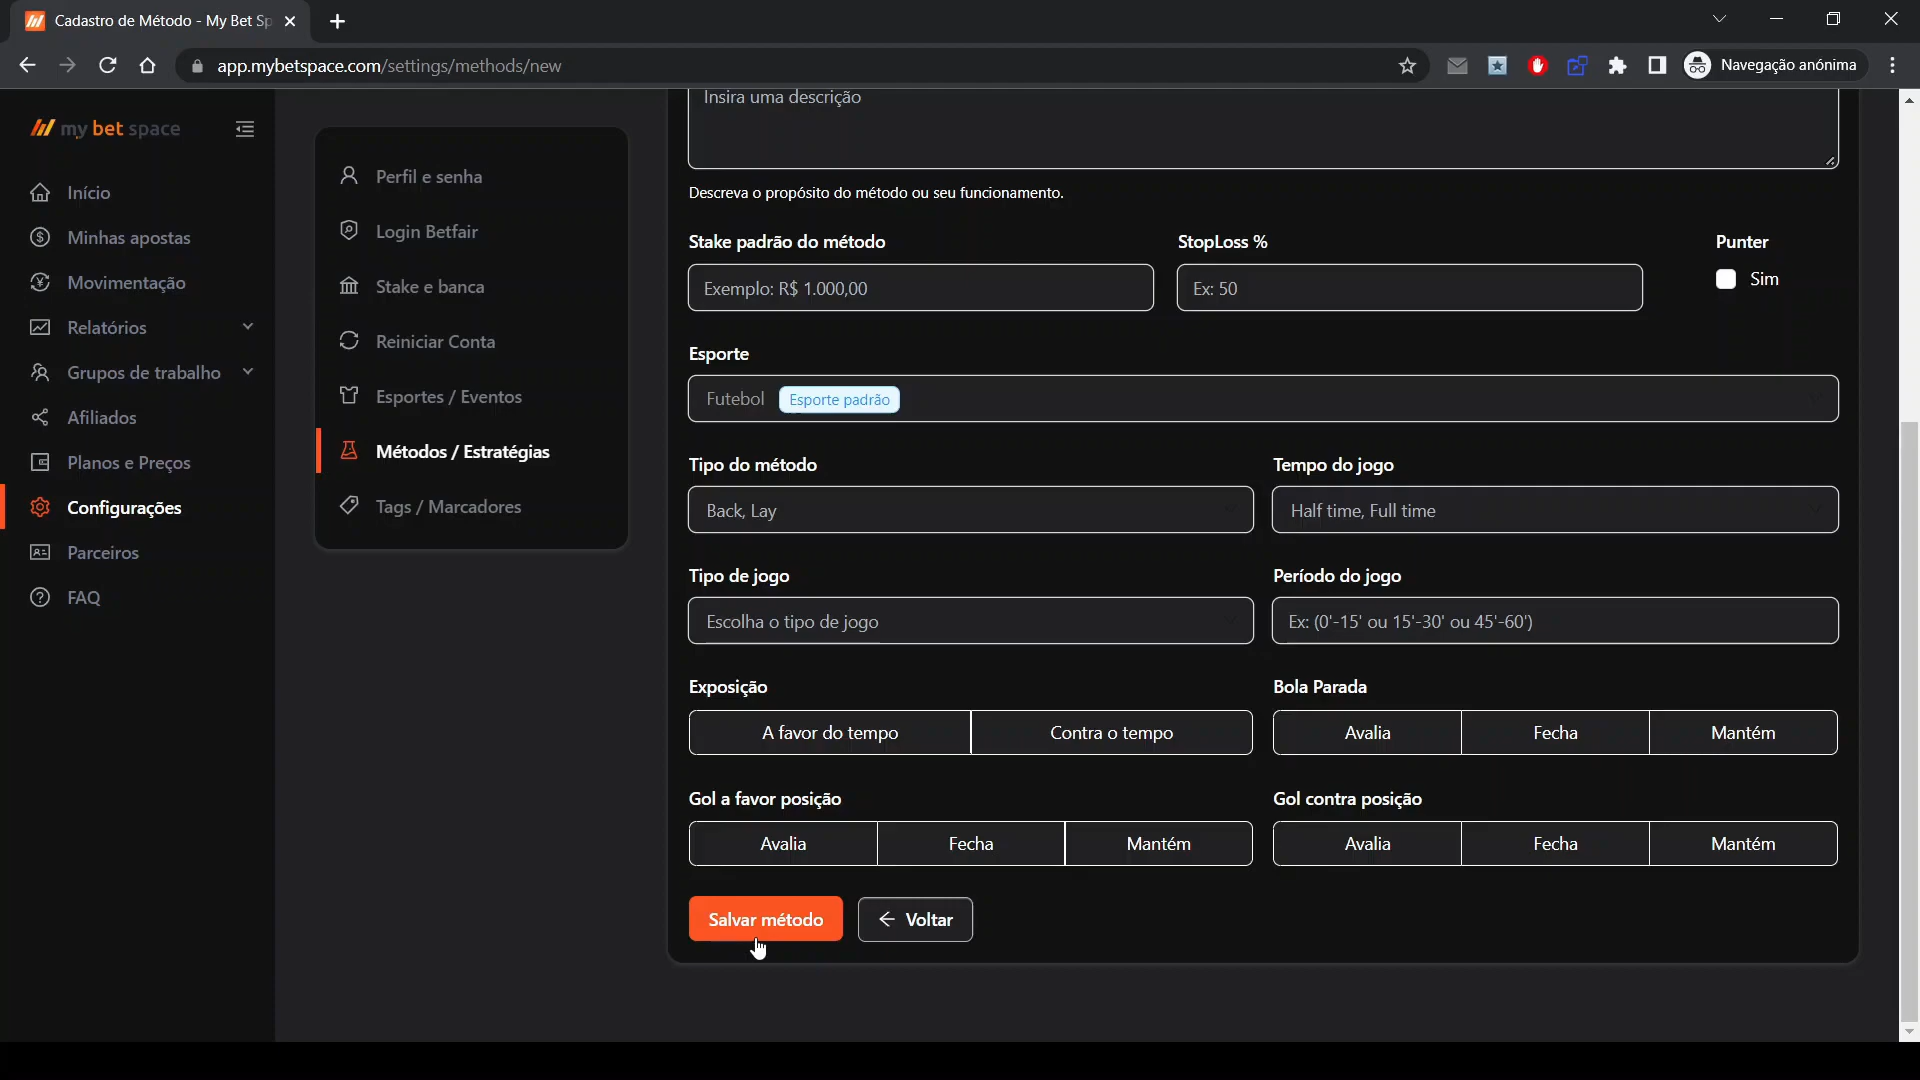 Cadastro de Método - My Bet Sp
app.mybetspace.com/settings/methods/new
Navegação anónima
my bet space
Início
Minhas apostas
Movimentação
Relatórios
Grupos de trabalho
Afiliados
Planos e Preços
Configurações
Parceiros
FAQ
Perfil e senha
Login Betfair
Stake e banca
Reiniciar Conta
Esportes / Eventos
Métodos / Estratégias
Tags / Marcadores
Insira uma descrição
Descreva o propósito do método ou seu funcionamento.
Stake padrão do método StopLoss % Punter
Exemplo: R$ 1.000,00 Ex: 50 Sim
Esporte
Futebol Esporte padrão
Tipo do método Tempo do jogo
Back, Lay Half time, Full time
Tipo de jogo Período do jogo
Escolha o tipo de jogo Ex: (0'-15' ou 15'-30' ou 45'-60')
Exposição Bola Parada
A favor do tempo Contra o tempo Avalia Fecha Mantém
Gol a favor posição Gol contra posição
Avalia Fecha Mantém Avalia Fecha Mantém
Salvar método Voltar